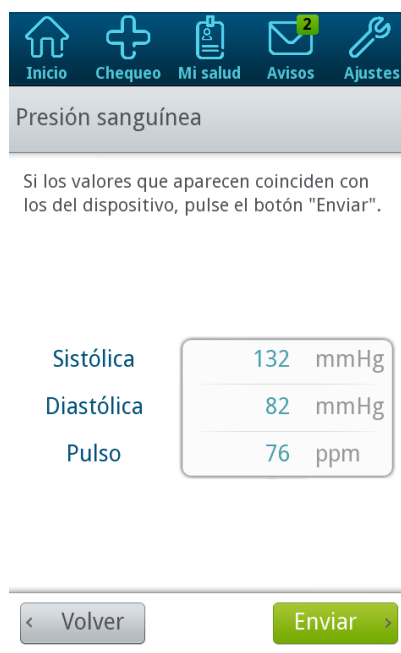 2
Inicio Chequeo Mi salud Avisos Ajustes
Presión sanguínea
Si los valores que aparecen coinciden con
los del dispositivo, pulse el botón "Enviar".
Sistólica 132 mmHg
Diastólica 82 mmHg
Pulso 76 ppm
‹ Volver Enviar ›